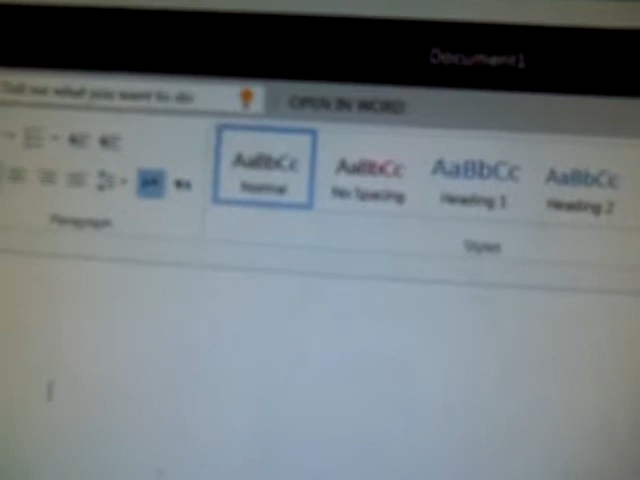 Document1
Tell me what you want to do
OPEN IN WORD
AaBbCc AaBbCc AaBbCc AaBbCc
Normal No Spacing Heading 1 Heading 2
Paragraph Styles